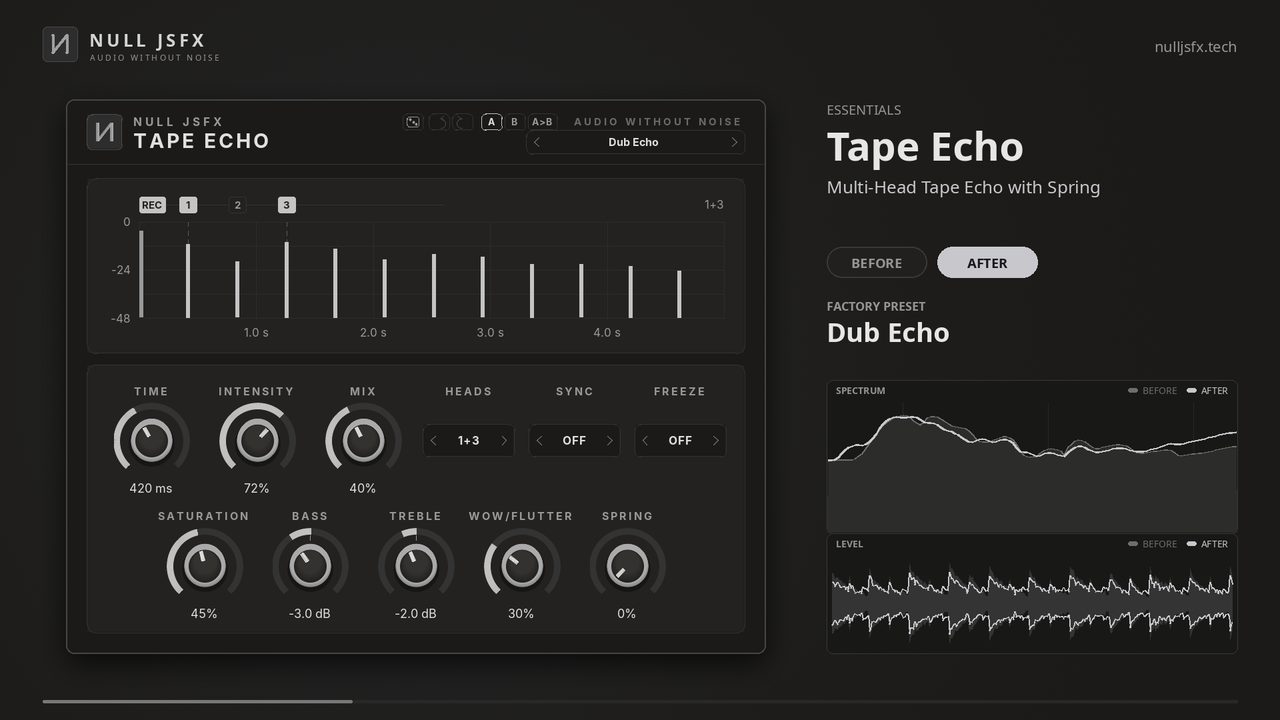 NULL JSFX
AUDIO WITHOUT NOISE
nulljsfx.tech
NULL JSFX
TAPE ECHO
A B A>B AUDIO WITHOUT NOISE
Dub Echo
REC 1 2 3 1+3
0
-24
-48
1.0 s 2.0 s 3.0 s 4.0 s
TIME INTENSITY MIX HEADS SYNC FREEZE
1+3 OFF OFF
420 ms 72% 40%
SATURATION BASS TREBLE WOW/FLUTTER SPRING
45% -3.0 dB -2.0 dB 30% 0%
ESSENTIALS
Tape Echo
Multi-Head Tape Echo with Spring
BEFORE AFTER
FACTORY PRESET
Dub Echo
SPECTRUM BEFORE AFTER
LEVEL BEFORE AFTER